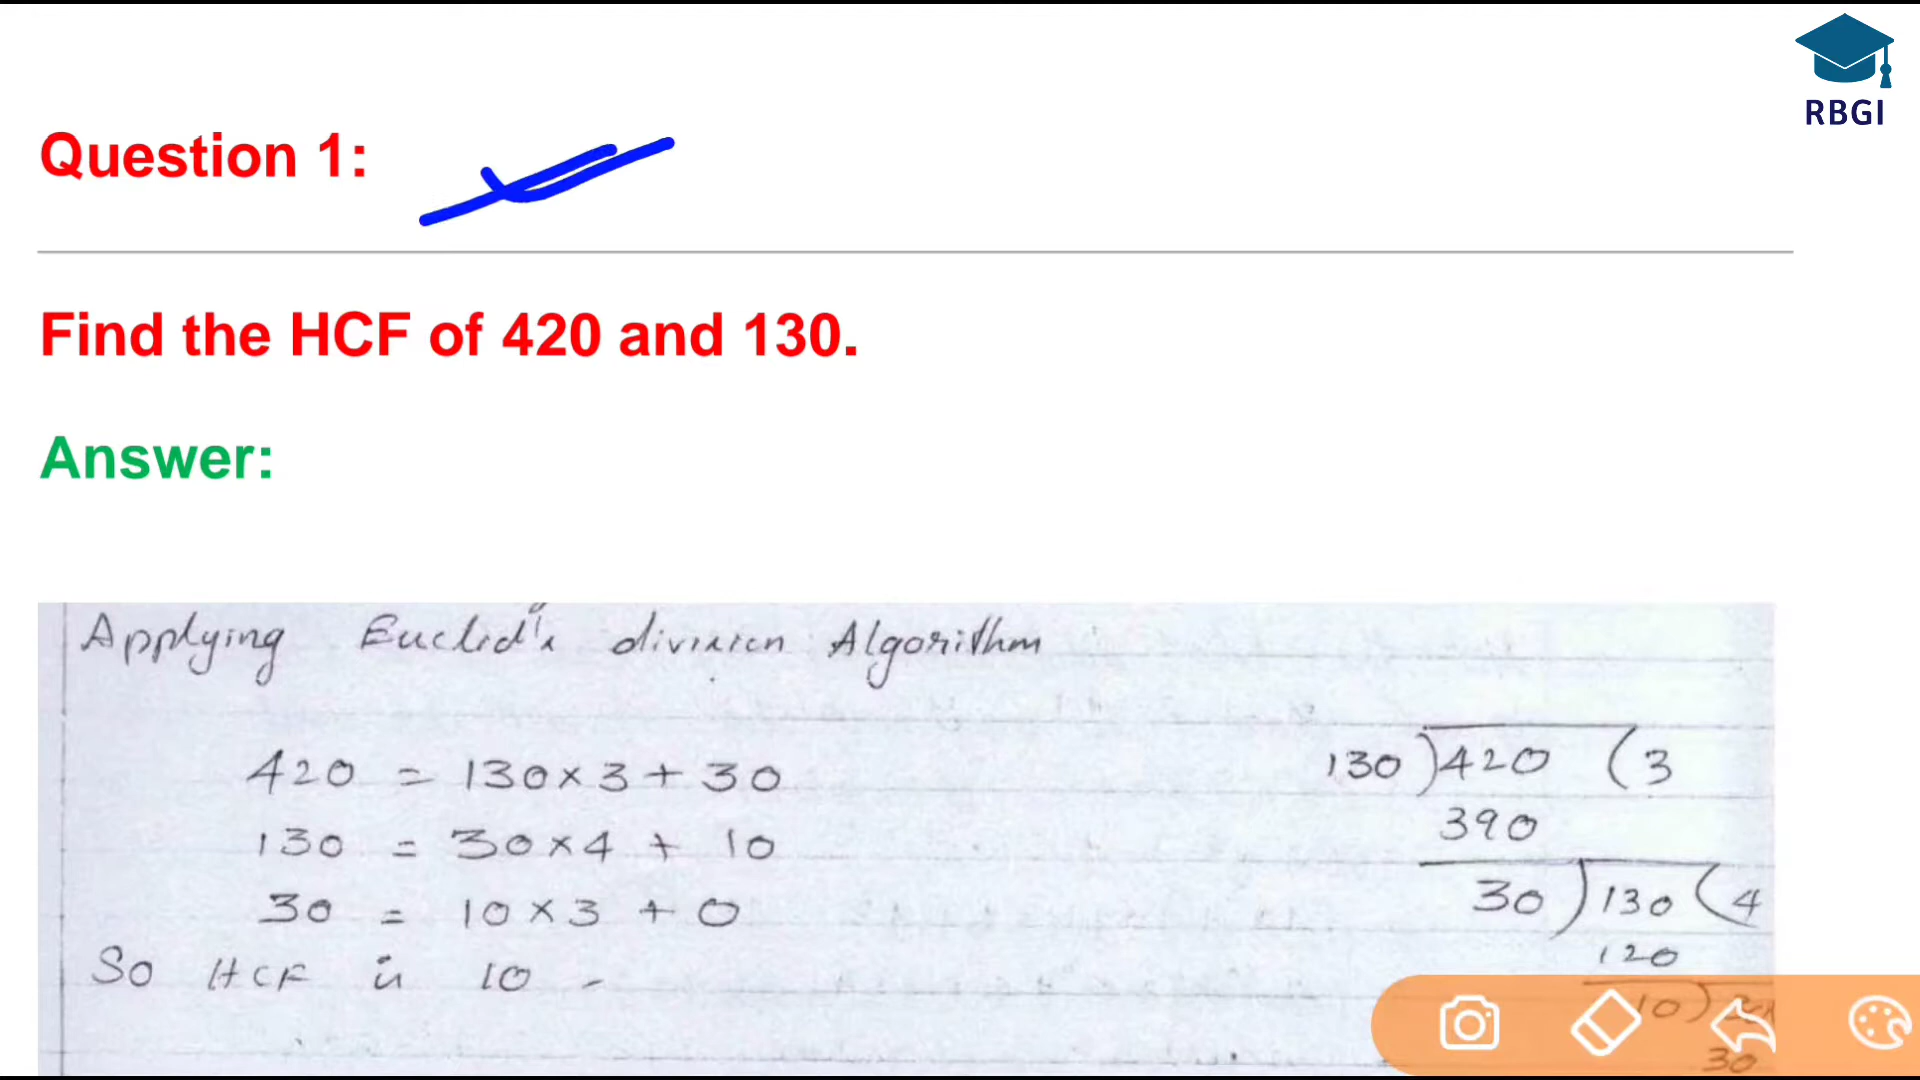 RBGI
Question 1:
Find the HCF of 420 and 130.
Answer:
Applying Euclid's division Algorithm
420 = 130 × 3 + 30
130 = 30 × 4 + 10
30 = 10 × 3 + 0
So HCF is 10
130 ) 420 ( 3
390
30 ) 130 ( 4
120
10 )
30